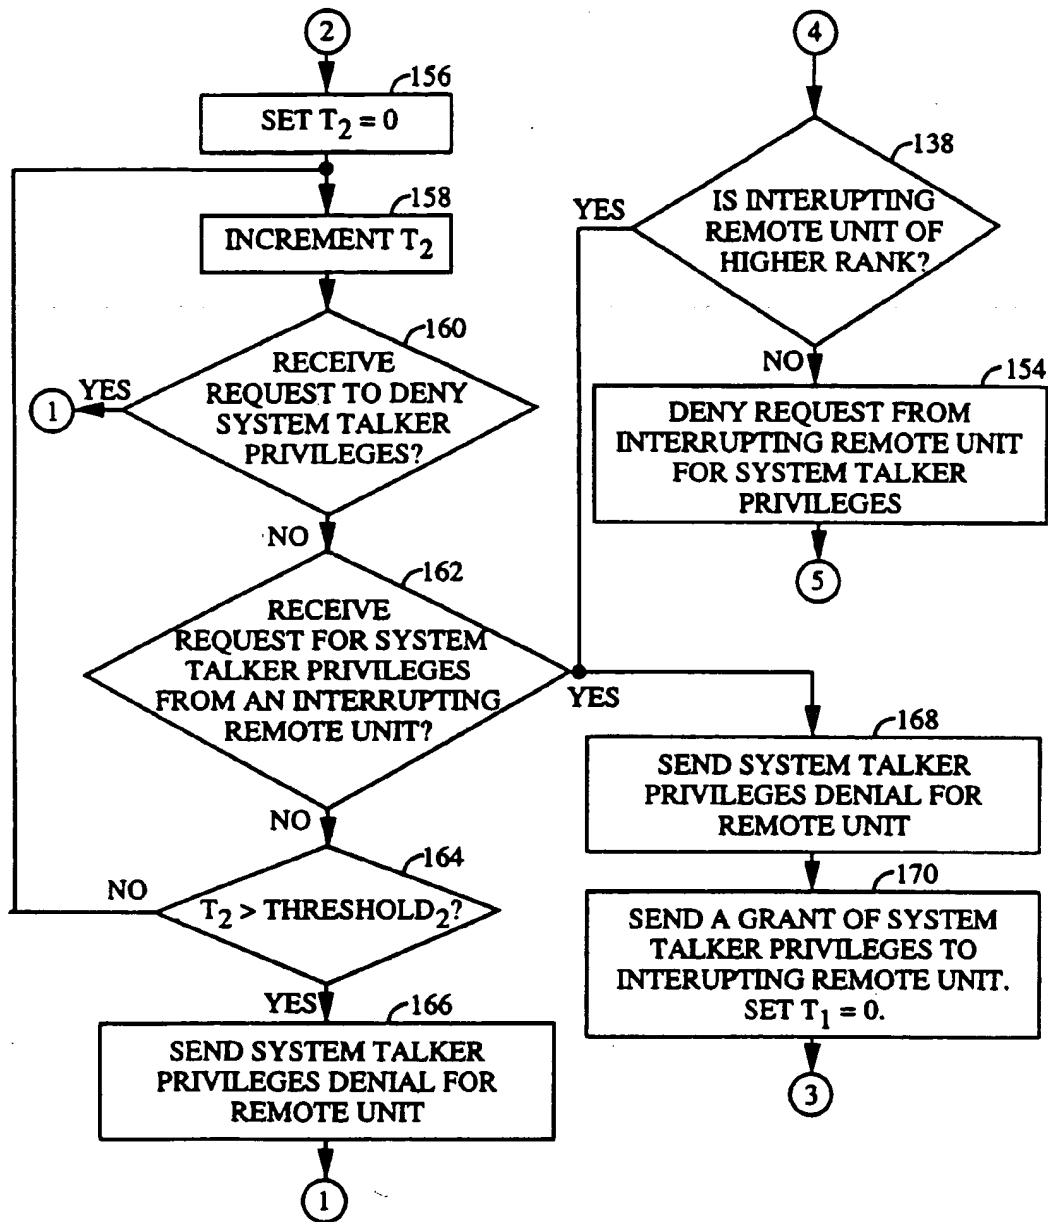 2
156
SET T2 = 0
158
INCREMENT T2
160
RECEIVE
REQUEST TO DENY
SYSTEM TALKER
PRIVILEGES?
YES
1
NO
162
RECEIVE
REQUEST FOR SYSTEM
TALKER PRIVILEGES
FROM AN INTERRUPTING
REMOTE UNIT?
YES
NO
164
T2 > THRESHOLD2?
NO
YES
166
SEND SYSTEM TALKER
PRIVILEGES DENIAL FOR
REMOTE UNIT
1
4
138
IS INTERUPTING
REMOTE UNIT OF
HIGHER RANK?
YES
NO
154
DENY REQUEST FROM
INTERRUPTING REMOTE UNIT
FOR SYSTEM TALKER
PRIVILEGES
5
168
SEND SYSTEM TALKER
PRIVILEGES DENIAL FOR
REMOTE UNIT
170
SEND A GRANT OF SYSTEM
TALKER PRIVILEGES TO
INTERUPTING REMOTE UNIT.
SET T1 = 0.
3